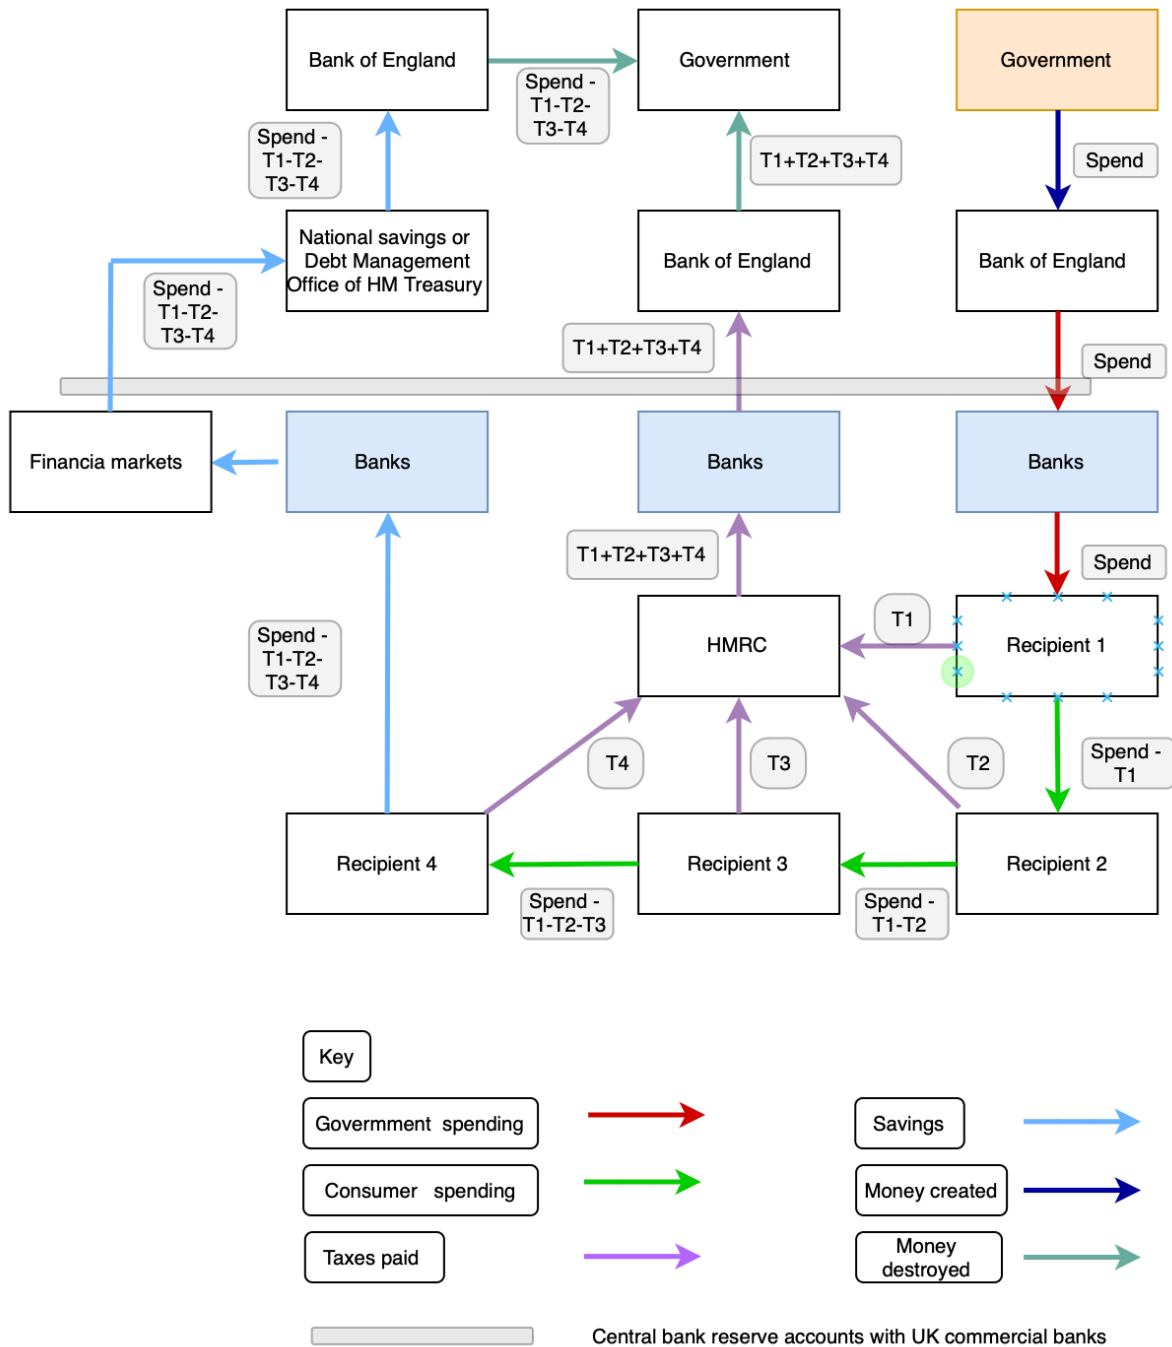 Bank of England
Government
Government
Spend -
T1-T2-
T3-T4
Spend -
T1-T2-
T3-T4
T1+T2+T3+T4
Spend
National savings or
Debt Management
Office of HM Treasury
Bank of England
Bank of England
Spend -
T1-T2-
T3-T4
T1+T2+T3+T4
Spend
Financia markets
Banks
Banks
Banks
T1+T2+T3+T4
Spend
Spend -
T1-T2-
T3-T4
HMRC
T1
Recipient 1
T4
T3
T2
Spend -
T1
Recipient 4
Recipient 3
Recipient 2
Spend -
T1-T2-T3
Spend -
T1-T2
Key
Govermment spending
Savings
Consumer spending
Money created
Taxes paid
Money
destroyed
Central bank reserve accounts with UK commercial banks